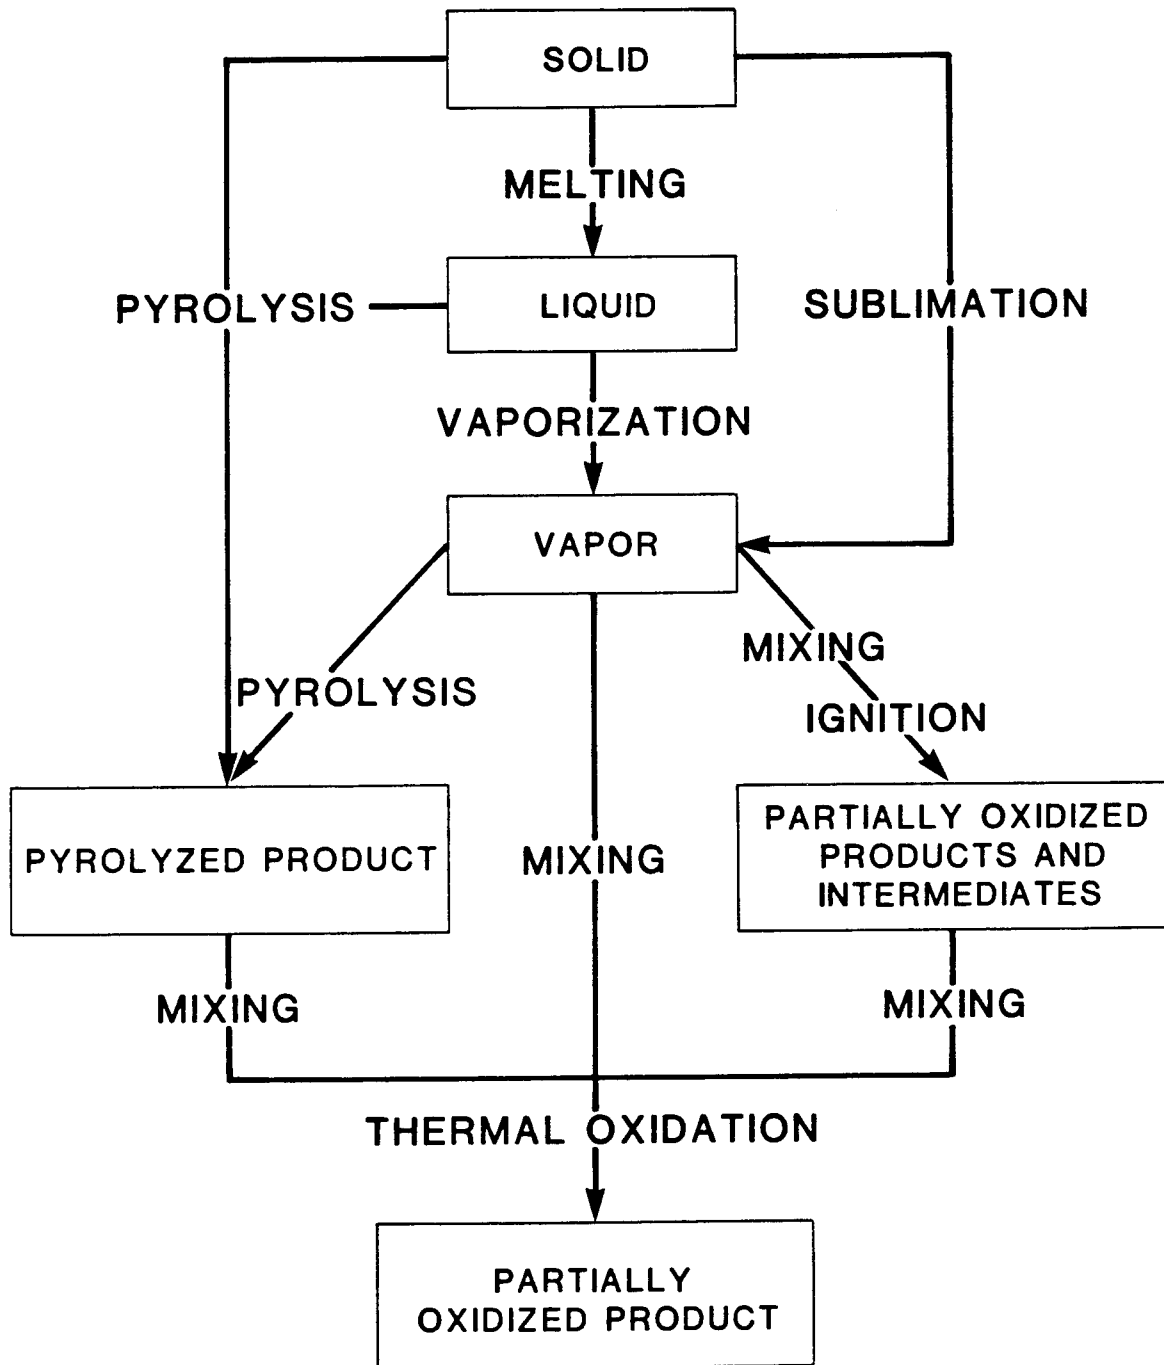 SOLID
MELTING
PYROLYSIS
LIQUID
SUBLIMATION
VAPORIZATION
VAPOR
MIXING
PYROLYSIS
IGNITION
PYROLYZED PRODUCT
MIXING
PARTIALLY OXIDIZED
PRODUCTS AND
INTERMEDIATES
MIXING
MIXING
THERMAL OXIDATION
PARTIALLY
OXIDIZED PRODUCT